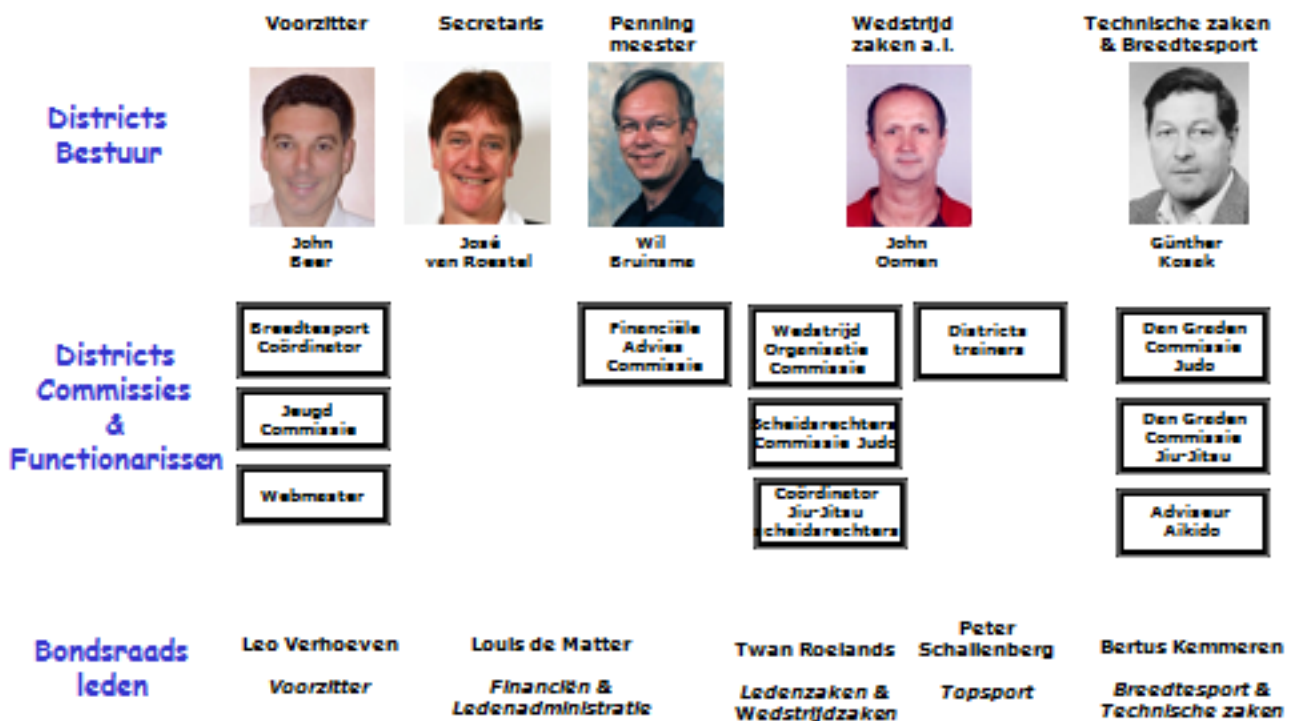 Voorzitter
Secretaris
Penning
meester
Wedstrijd
zaken a.i.
Technische zaken
& Breedtesport
Districts
Bestuur
John
Beer
José
van Roestel
Wil
Bruinsma
John
Oomen
Günther
Kosak
Districts
Commissies
&
Functionarissen
Breedtesport
Coördinator
Jeugd
Commissie
Webmaster
Financiële
Advies
Commissie
Wedstrijd
Organisatie
Commissie
Scheidsrechters
Commissie Judo
Coördinator
Jiu-Jitsu
scheidsrechters
Districts
trainers
Dan Graden
Commissie
Judo
Dan Graden
Commissie
Jiu-Jitsu
Adviseur
Aikido
Bondsraads
leden
Leo Verhoeven
Voorzitter
Louis de Matter
Financiën &
Ledenadministratie
Twan Roelands
Ledenzaken &
Wedstrijdzaken
Peter
Schallenberg
Topsport
Bertus Kemmeren
Breedtesport &
Technische zaken